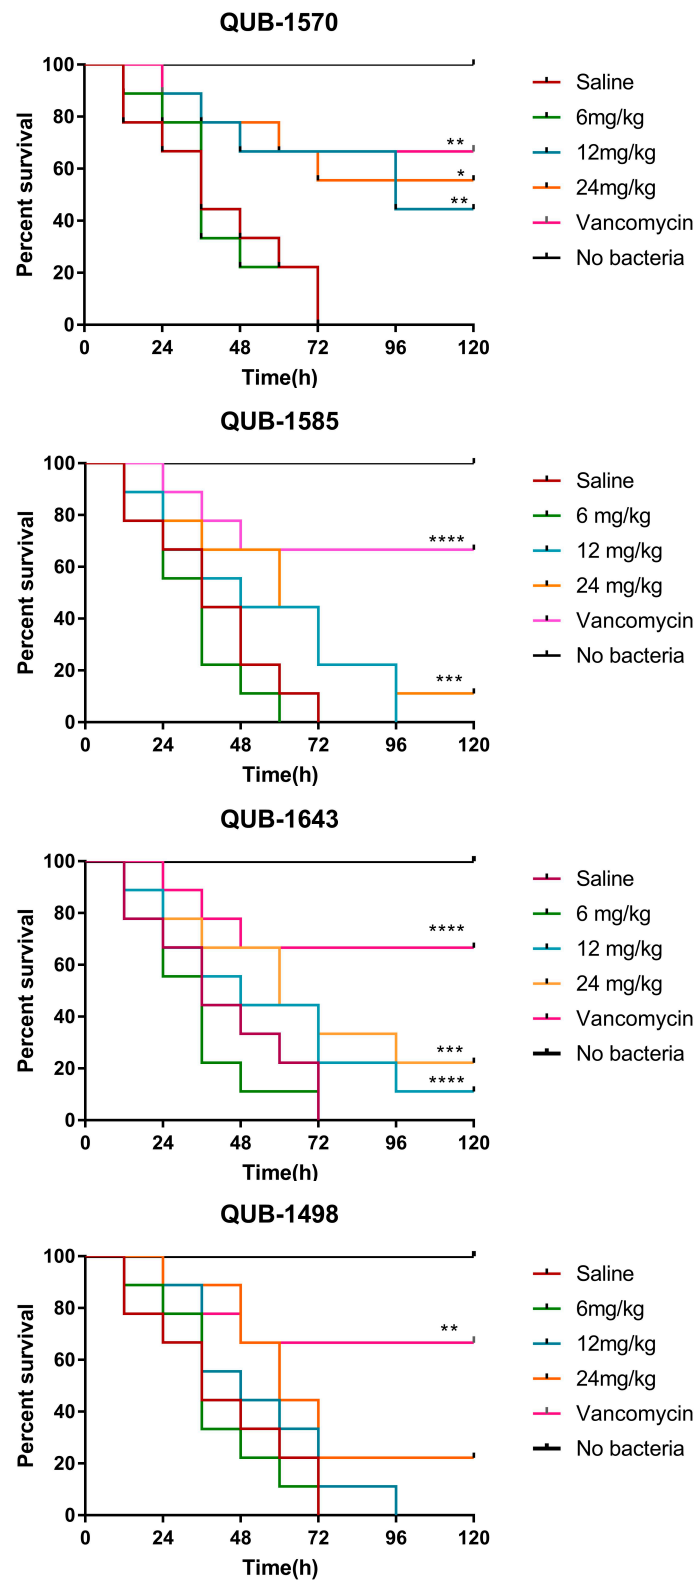 QUB-1570
Percent survival
100
80
60
40
20
0
**
*
**
0 24 48 72 96 120
Time(h)
Saline
6mg/kg
12mg/kg
24mg/kg
Vancomycin
No bacteria
QUB-1585
Percent survival
100
80
60
40
20
0
****
***
0 24 48 72 96 120
Time(h)
Saline
6 mg/kg
12 mg/kg
24 mg/kg
Vancomycin
No bacteria
QUB-1643
Percent survival
100
80
60
40
20
0
****
***
****
0 24 48 72 96 120
Time(h)
Saline
6 mg/kg
12 mg/kg
24 mg/kg
Vancomycin
No bacteria
QUB-1498
Percent survival
100
80
60
40
20
0
**
0 24 48 72 96 120
Time(h)
Saline
6mg/kg
12mg/kg
24mg/kg
Vancomycin
No bacteria